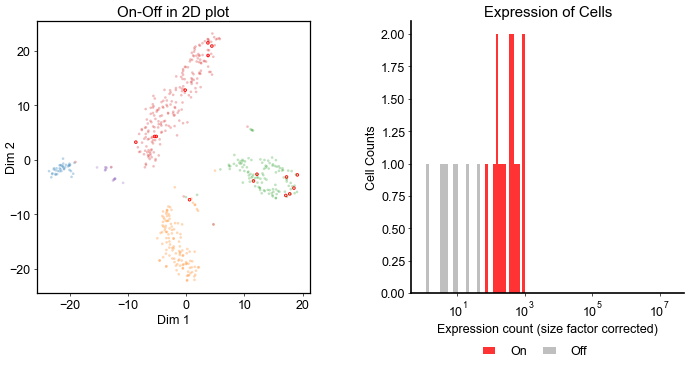 On-Off in 2D plot
Dim 2
20
10
0
−10
−20
−20 −10 0 10 20
Dim 1
Expression of Cells
Cell Counts
2.00
1.75
1.50
1.25
1.00
0.75
0.50
0.25
0.00
10¹ 10³ 10⁵ 10⁷
Expression count (size factor corrected)
On Off